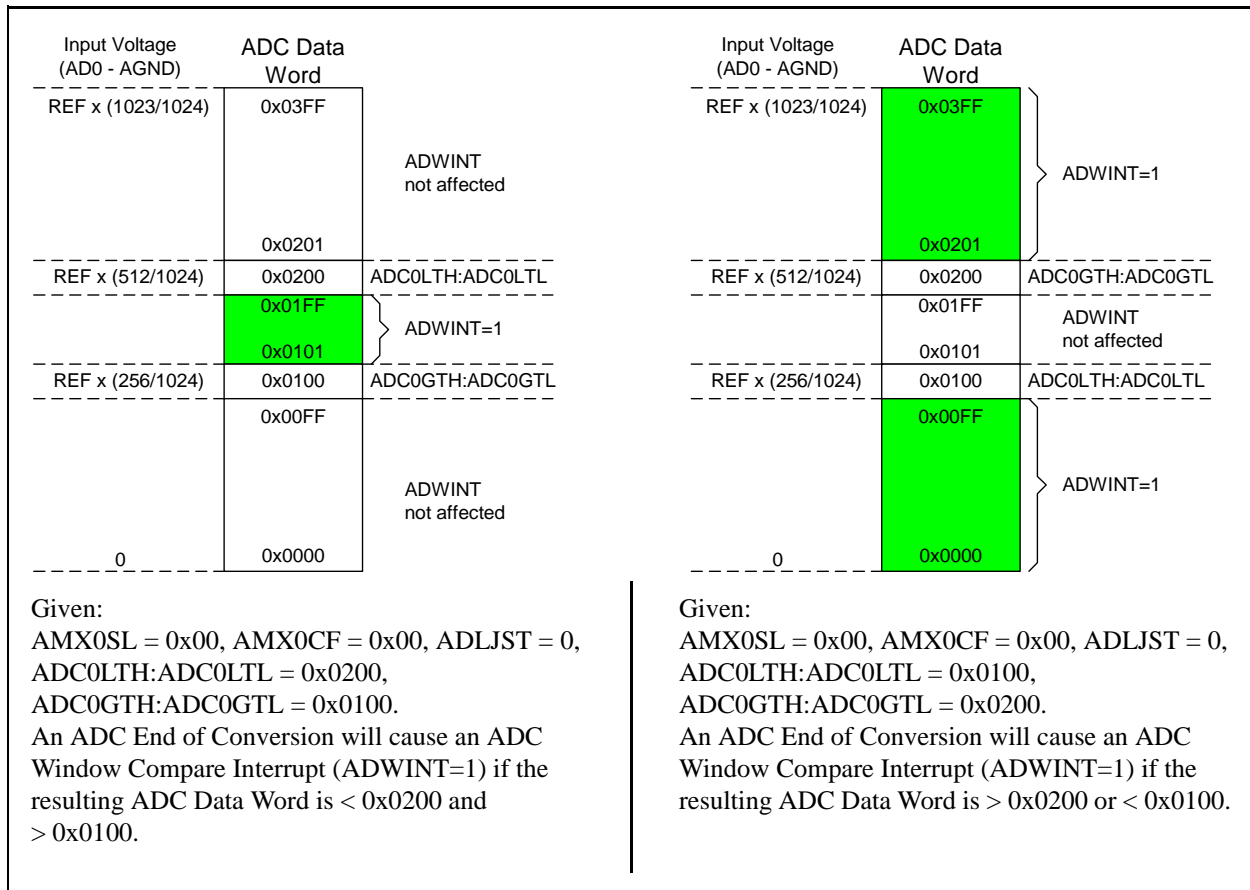 Input Voltage
(AD0 - AGND)
ADC Data
Word
REF x (1023/1024)
0x03FF
ADWINT
not affected
0x0201
REF x (512/1024)
0x0200
ADC0LTH:ADC0LTL
0x01FF
ADWINT=1
0x0101
REF x (256/1024)
0x0100
ADC0GTH:ADC0GTL
0x00FF
ADWINT
not affected
0
0x0000
Given:
AMX0SL = 0x00, AMX0CF = 0x00, ADLJST = 0,
ADC0LTH:ADC0LTL = 0x0200,
ADC0GTH:ADC0GTL = 0x0100.
An ADC End of Conversion will cause an ADC
Window Compare Interrupt (ADWINT=1) if the
resulting ADC Data Word is < 0x0200 and
> 0x0100.
Input Voltage
(AD0 - AGND)
ADC Data
Word
REF x (1023/1024)
0x03FF
ADWINT=1
0x0201
REF x (512/1024)
0x0200
ADC0GTH:ADC0GTL
0x01FF
ADWINT
not affected
0x0101
REF x (256/1024)
0x0100
ADC0LTH:ADC0LTL
0x00FF
ADWINT=1
0
0x0000
Given:
AMX0SL = 0x00, AMX0CF = 0x00, ADLJST = 0,
ADC0LTH:ADC0LTL = 0x0100,
ADC0GTH:ADC0GTL = 0x0200.
An ADC End of Conversion will cause an ADC
Window Compare Interrupt (ADWINT=1) if the
resulting ADC Data Word is > 0x0200 or < 0x0100.